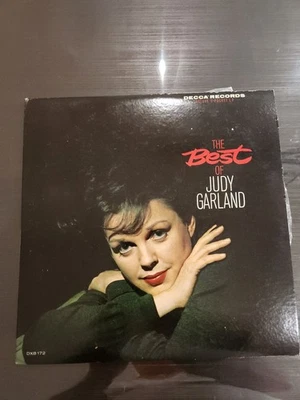 DECCA RECORDS
THE
Best
OF
JUDY
GARLAND
DXB 172